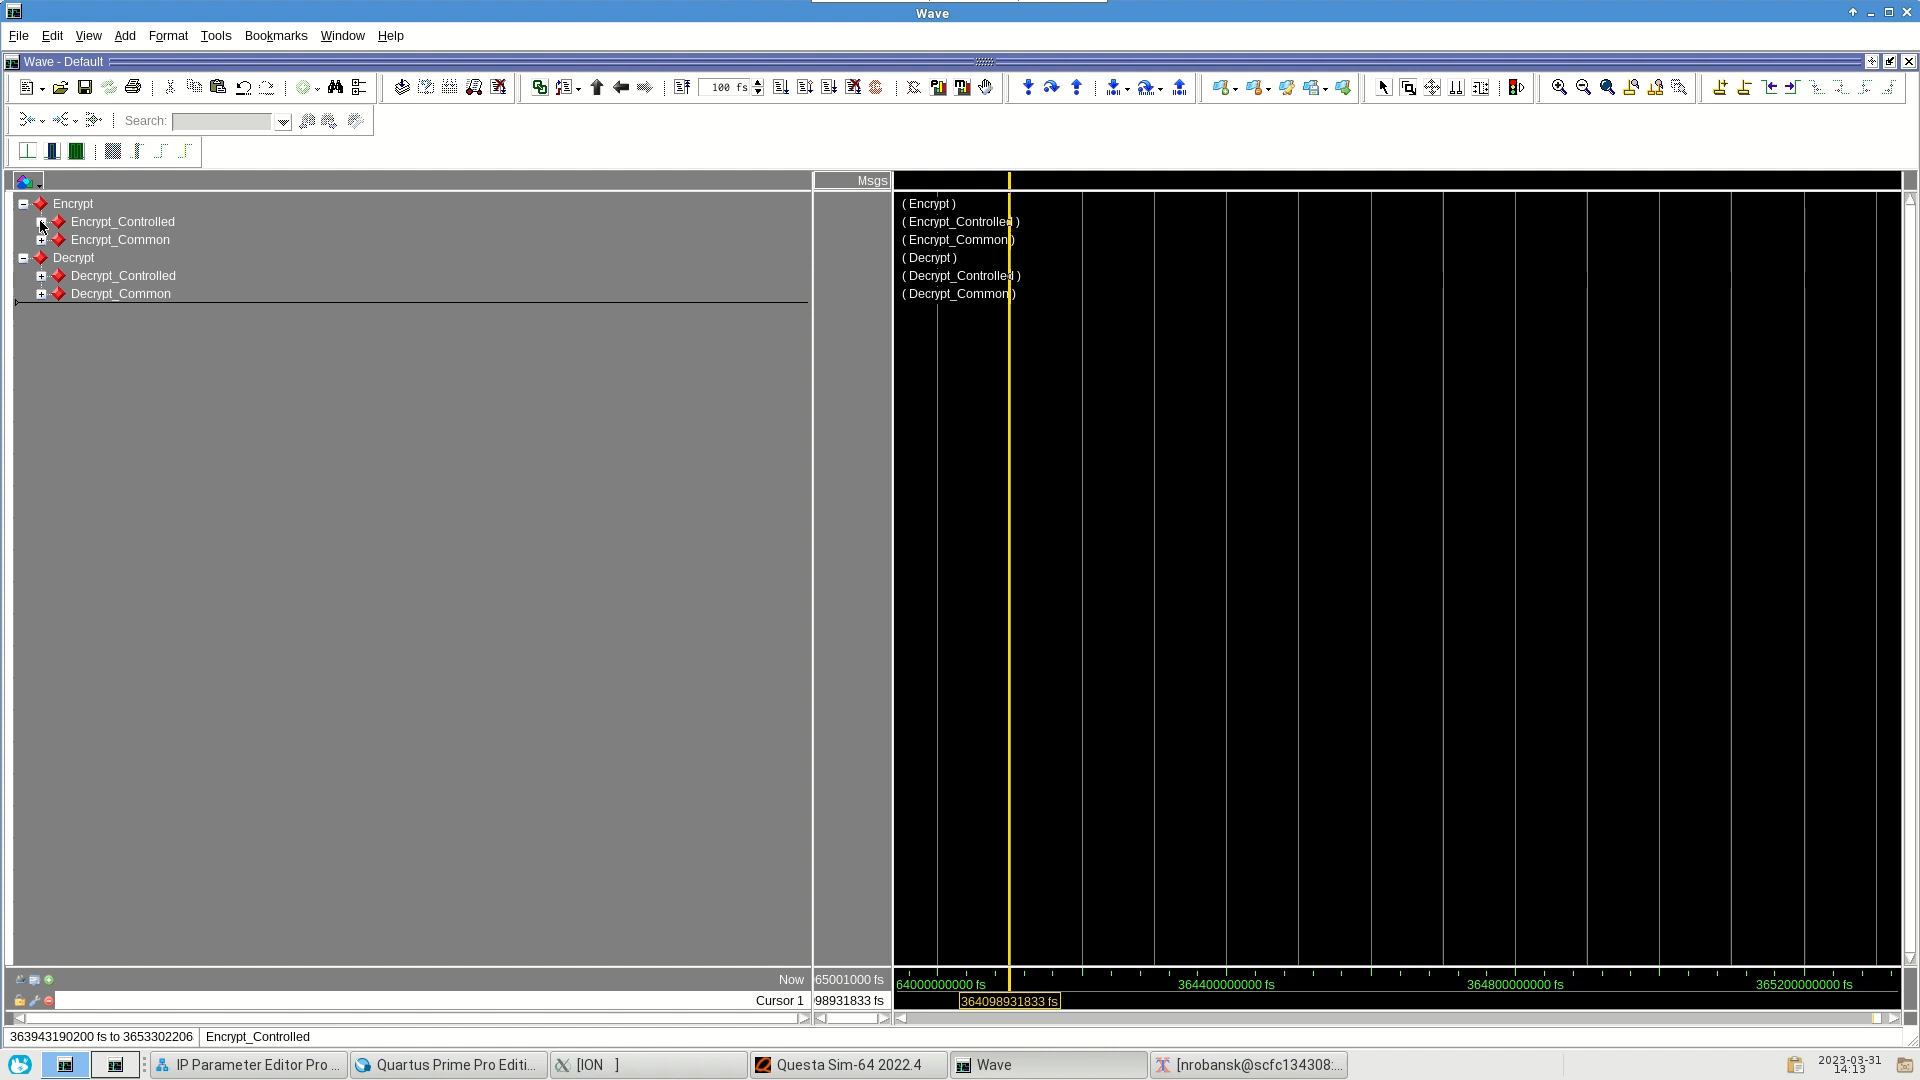 Wave
File Edit View Add Format Tools Bookmarks Window Help
Wave - Default
100 fs
Search:
Msgs
Encrypt
( Encrypt )
Encrypt_Controlled
( Encrypt_Controlled )
Encrypt_Common
( Encrypt_Common )
Decrypt
( Decrypt )
Decrypt_Controlled
( Decrypt_Controlled )
Decrypt_Common
( Decrypt_Common )
Now
65001000 fs
64000000000 fs
364400000000 fs
364800000000 fs
365200000000 fs
Cursor 1
98931833 fs
364098931833 fs
363943190200 fs to 3653302206
Encrypt_Controlled
IP Parameter Editor Pro ...
Quartus Prime Pro Editi...
[ION ]
Questa Sim-64 2022.4
Wave
[nrobansk@scfc134308:...
2023-03-31
14:13